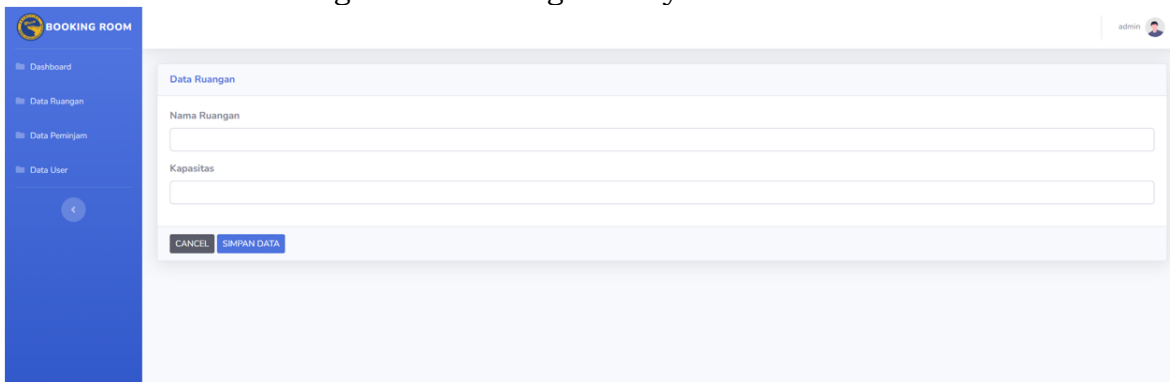 BOOKING ROOM
admin
Dashboard
Data Ruangan
Data Peminjam
Data User
Data Ruangan
Nama Ruangan
Kapasitas
CANCEL SIMPAN DATA